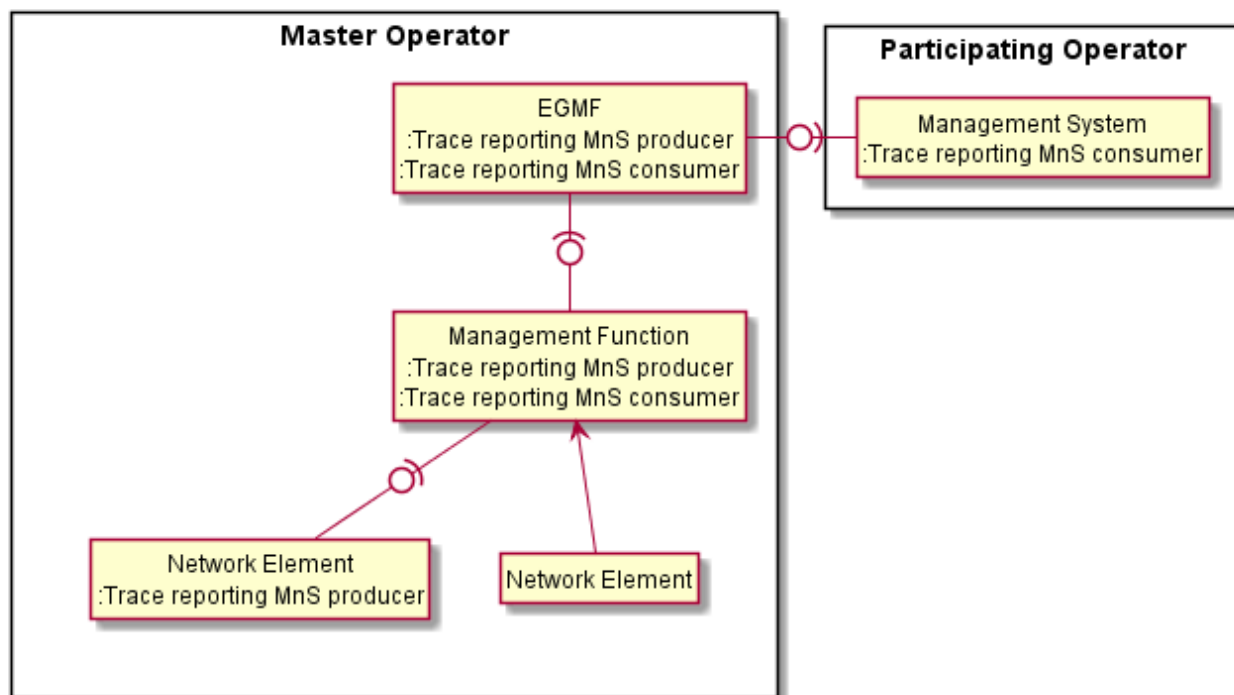 Master Operator
Participating Operator
EGMF
:Trace reporting MnS producer
:Trace reporting MnS consumer
Management System
:Trace reporting MnS consumer
Management Function
:Trace reporting MnS producer
:Trace reporting MnS consumer
Network Element
:Trace reporting MnS producer
Network Element